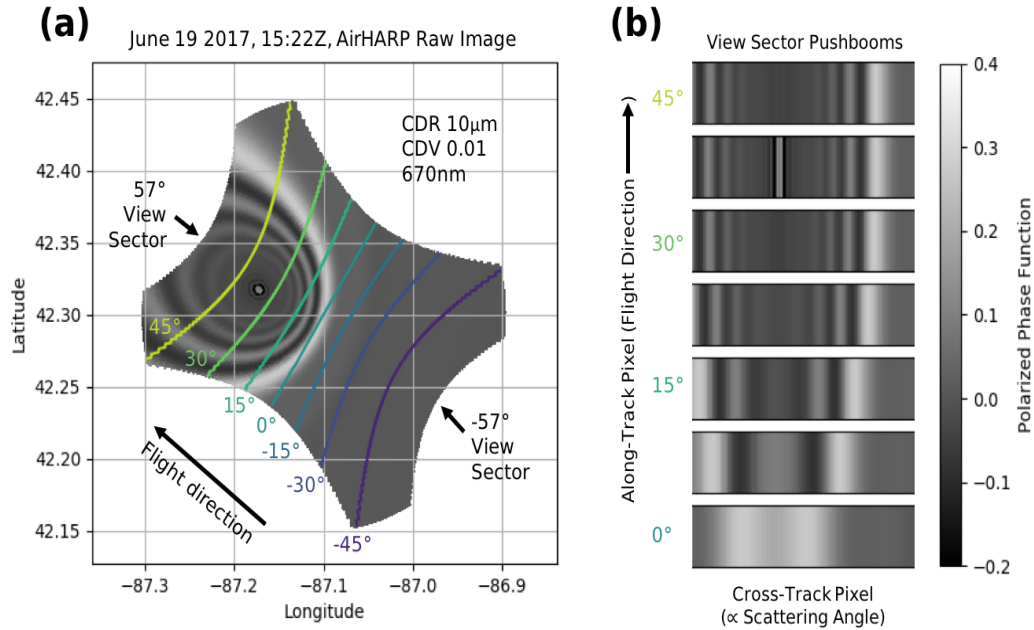 (a)
June 19 2017, 15:22Z, AirHARP Raw Image
Latitude
42.45
42.40
42.35
42.30
42.25
42.20
42.15
CDR 10μm
CDV 0.01
670nm
57°
View
Sector
45°
30°
15°
0°
-15°
-30°
-45°
-57°
View
Sector
Flight direction
−87.3
−87.2
−87.1
−87.0
−86.9
Longitude
(b)
View Sector Pushbooms
Along-Track Pixel (Flight Direction)
45°
30°
15°
0°
Cross-Track Pixel
(∝ Scattering Angle)
0.4
0.3
0.2
0.1
0.0
−0.1
−0.2
Polarized Phase Function